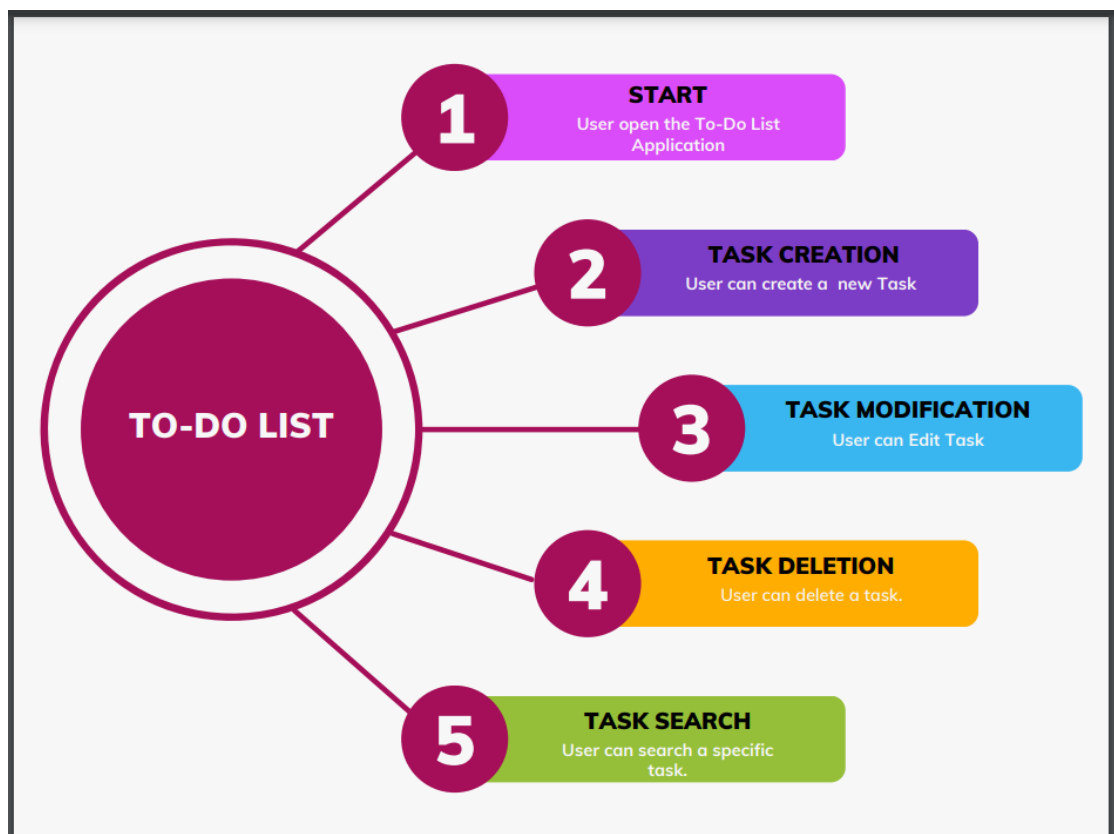 1
START
User open the To-Do List
Application
2
TASK CREATION
User can create a  new Task
TO-DO LIST
3
TASK MODIFICATION
User can Edit Task
4
TASK DELETION
User can delete a task.
5
TASK SEARCH
User can search a specific
task.